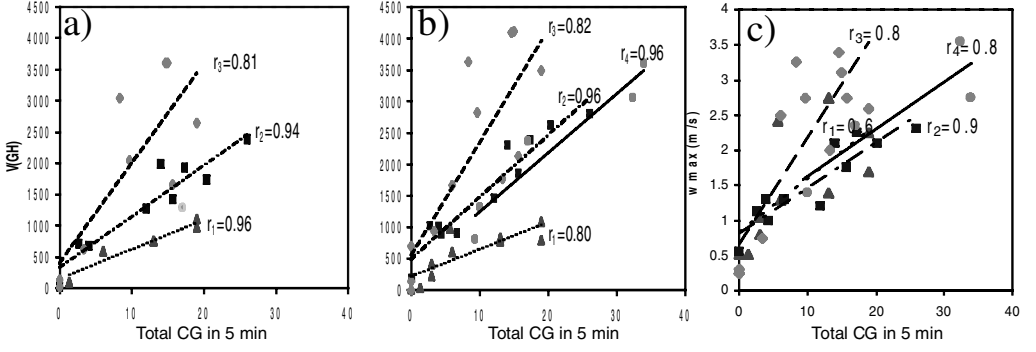 a)
V(GH)
4500
4000
3500
3000
2500
2000
1500
1000
500
0
0
10
20
30
40
Total CG in 5 min
r3=0.81
r2=0.94
r1=0.96
b)
4500
4000
3500
3000
2500
2000
1500
1000
500
0
0
10
20
30
40
Total CG in 5 min
r3=0.82
r4=0.96
r2=0.96
r1=0.80
c)
w max (m/s)
4
3.5
3
2.5
2
1.5
1
0.5
0
0
10
20
30
40
Total CG in 5 min
r3=0.8
r4=0.8
r1=0.6
r2=0.9